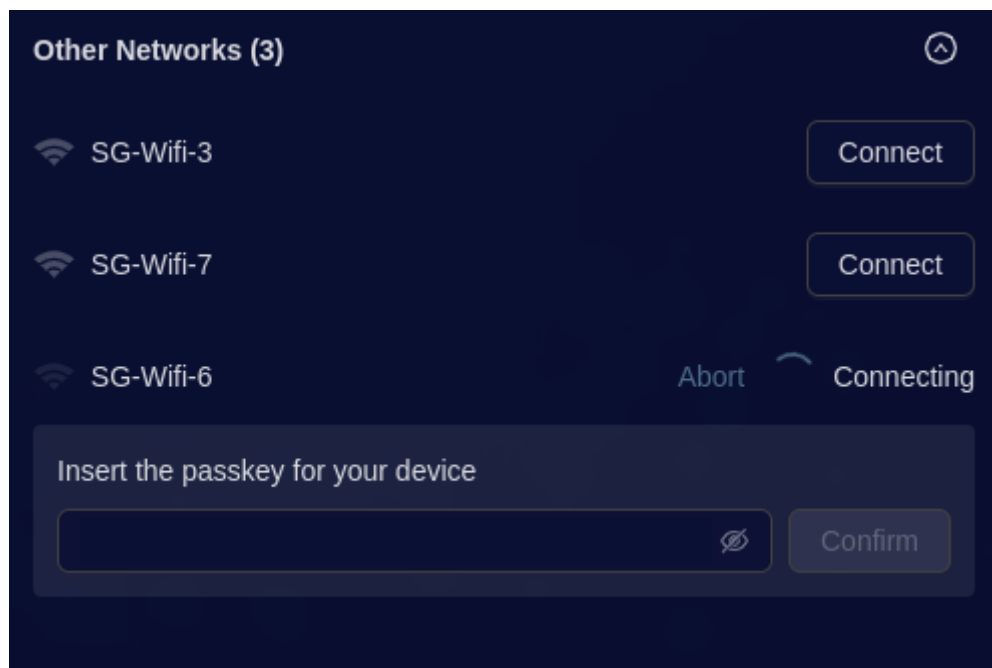 Other Networks (3)
SG-Wifi-3 Connect
SG-Wifi-7 Connect
SG-Wifi-6 Abort Connecting
Insert the passkey for your device
Confirm